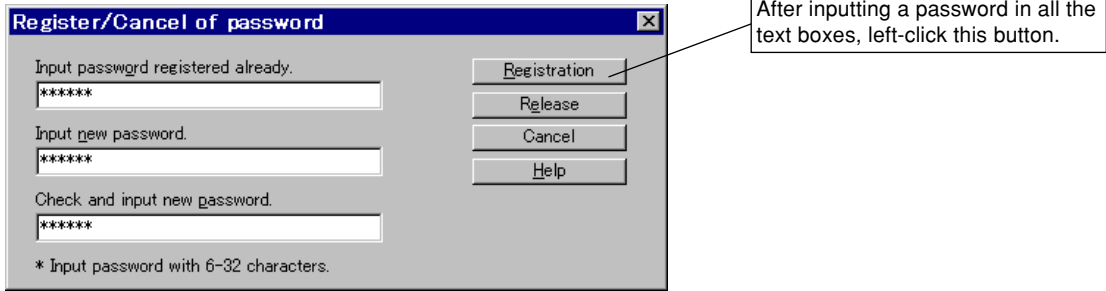 Register/Cancel of password
After inputting a password in all the
text boxes, left-click this button.
Input password registered already.
******
Registration
Release
Input new password.
******
Cancel
Help
Check and input new password.
******
* Input password with 6-32 characters.